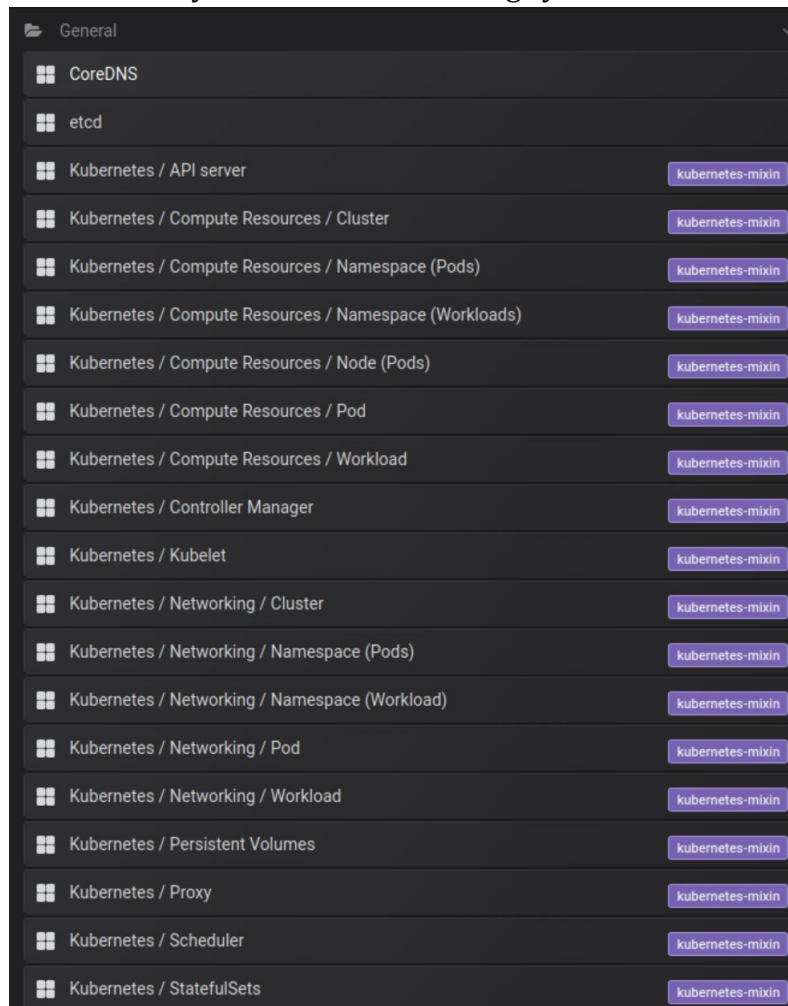 General
CoreDNS
etcd
Kubernetes / API server kubernetes-mixin
Kubernetes / Compute Resources / Cluster kubernetes-mixin
Kubernetes / Compute Resources / Namespace (Pods) kubernetes-mixin
Kubernetes / Compute Resources / Namespace (Workloads) kubernetes-mixin
Kubernetes / Compute Resources / Node (Pods) kubernetes-mixin
Kubernetes / Compute Resources / Pod kubernetes-mixin
Kubernetes / Compute Resources / Workload kubernetes-mixin
Kubernetes / Controller Manager kubernetes-mixin
Kubernetes / Kubelet kubernetes-mixin
Kubernetes / Networking / Cluster kubernetes-mixin
Kubernetes / Networking / Namespace (Pods) kubernetes-mixin
Kubernetes / Networking / Namespace (Workload) kubernetes-mixin
Kubernetes / Networking / Pod kubernetes-mixin
Kubernetes / Networking / Workload kubernetes-mixin
Kubernetes / Persistent Volumes kubernetes-mixin
Kubernetes / Proxy kubernetes-mixin
Kubernetes / Scheduler kubernetes-mixin
Kubernetes / StatefulSets kubernetes-mixin